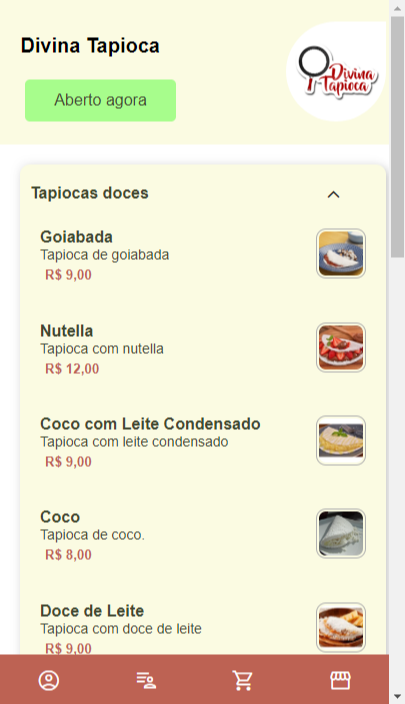 Divina Tapioca
Divina
Tapioca
Aberto agora
Tapiocas doces
Goiabada
Tapioca de goiabada
R$ 9,00
Nutella
Tapioca com nutella
R$ 12,00
Coco com Leite Condensado
Tapioca com leite condensado
R$ 9,00
Coco
Tapioca de coco.
R$ 8,00
Doce de Leite
Tapioca com doce de leite
R$ 9,00